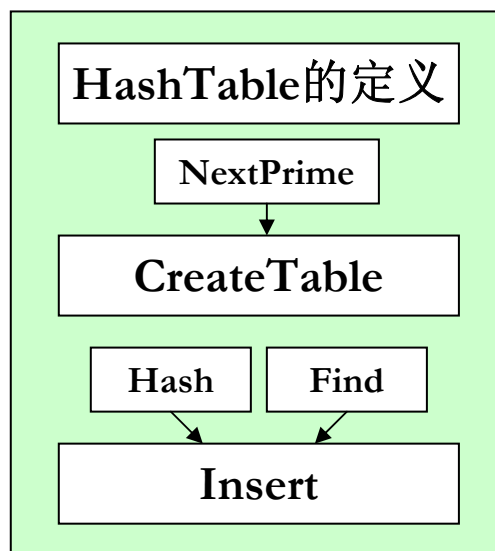 HashTable的定义
NextPrime
CreateTable
Hash
Find
Insert